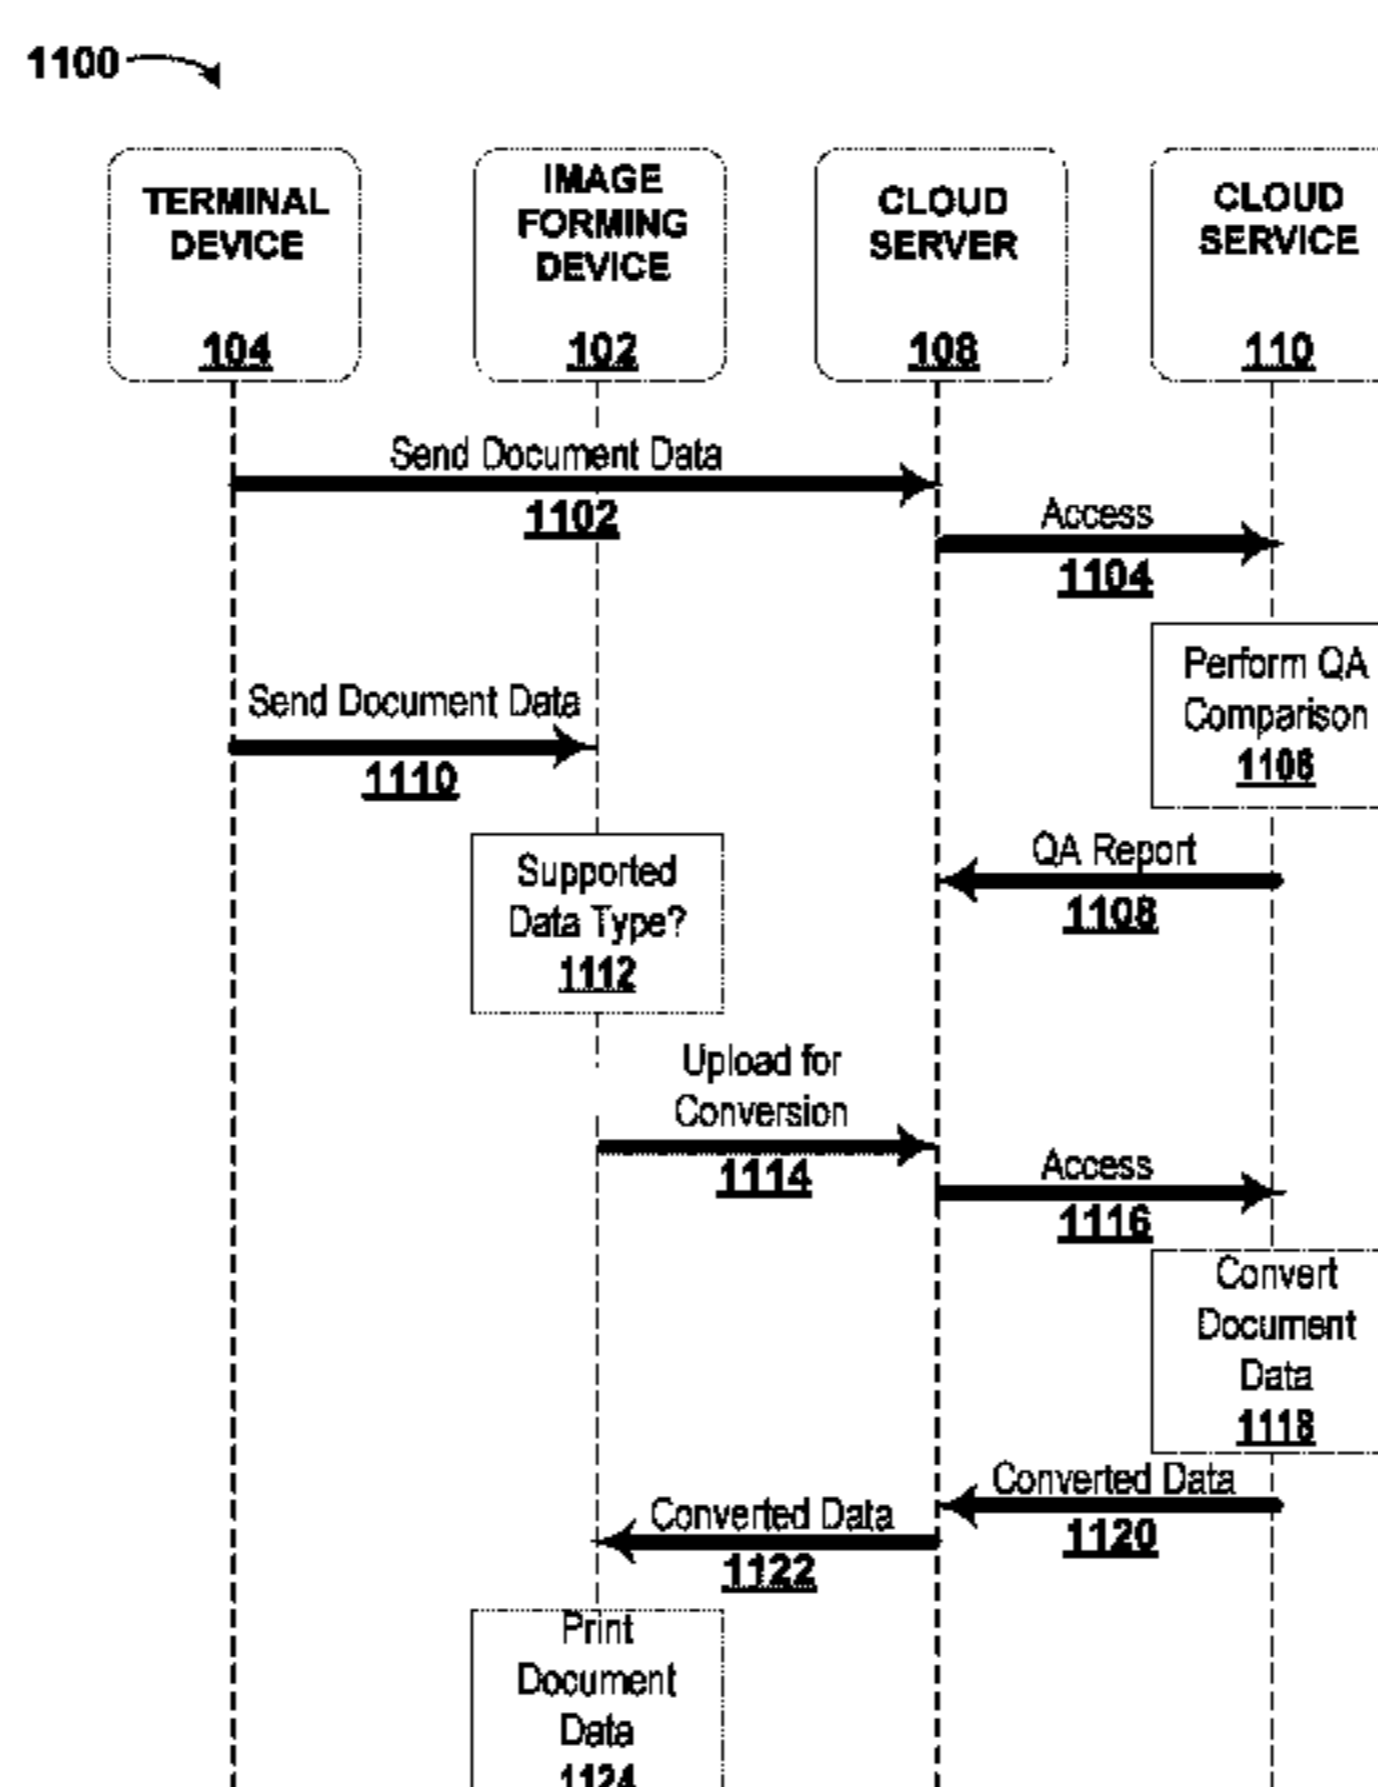 1100
TERMINAL
DEVICE
104
IMAGE
FORMING
DEVICE
102
CLOUD
SERVER
108
CLOUD
SERVICE
110
Send Document Data
1102
Access
1104
Perform QA
Comparison
1106
Send Document Data
1110
QA Report
1108
Supported
Data Type?
1112
Upload for
Conversion
1114
Access
1116
Convert
Document
Data
1118
Converted Data
1120
Converted Data
1122
Print
Document
Data
1124